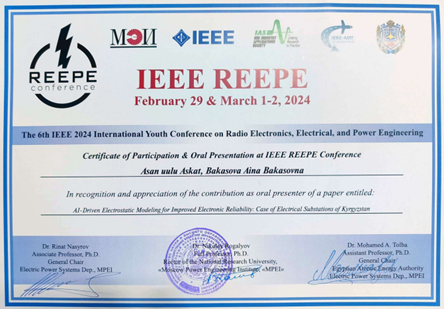 REEPE
conference
МЭИ
IEEE
IAS
IEEE REEPE
February 29 & March 1-2, 2024
The 6th IEEE 2024 International Youth Conference on Radio Electronics, Electrical, and Power Engineering
Certificate of Participation & Oral Presentation at IEEE REEPE Conference
Asan uulu Askat, Bakasova Aina Bakasovna
In recognition and appreciation of the contribution as oral presenter of a paper entitled:
AI-Driven Electrostatic Modeling for Improved Electronic Reliability: Case of Electrical Substations of Kyrgyzstan
Dr. Rinat Nasyrov
Associate Professor, Ph.D.
General Chair
Electric Power Systems Dep., MPEI
Dr. Nikolay Rogalyov
Full Professor, Ph.D.
Rector of the National Research University,
«Moscow Power Engineering Institute, «MPEI»
Dr. Mohamed A. Tolba
Assistant Professor, Ph.D.
General Chair
Egyptian Atomic Energy Authority
Electric Power Systems Dep., MPEI